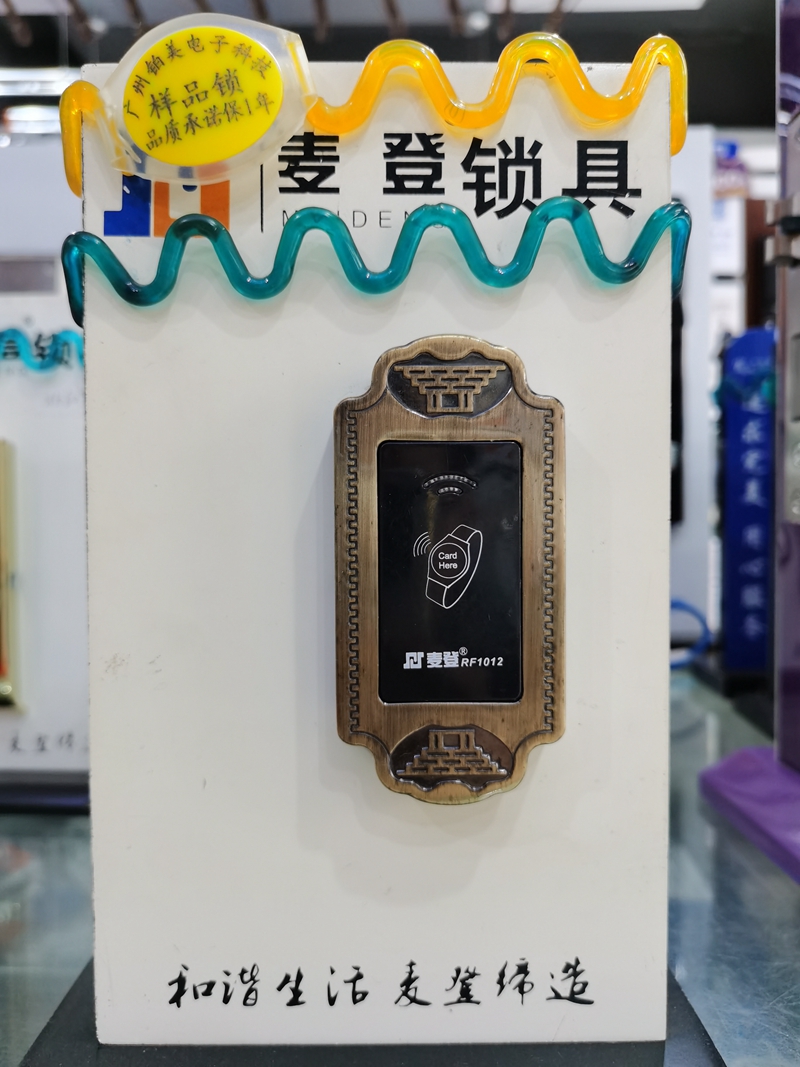 广州铂美电子科技
样品锁
品质承诺保1年
麦登锁具
Card
Here
麦登® RF1012
和谐生活 麦登缔造